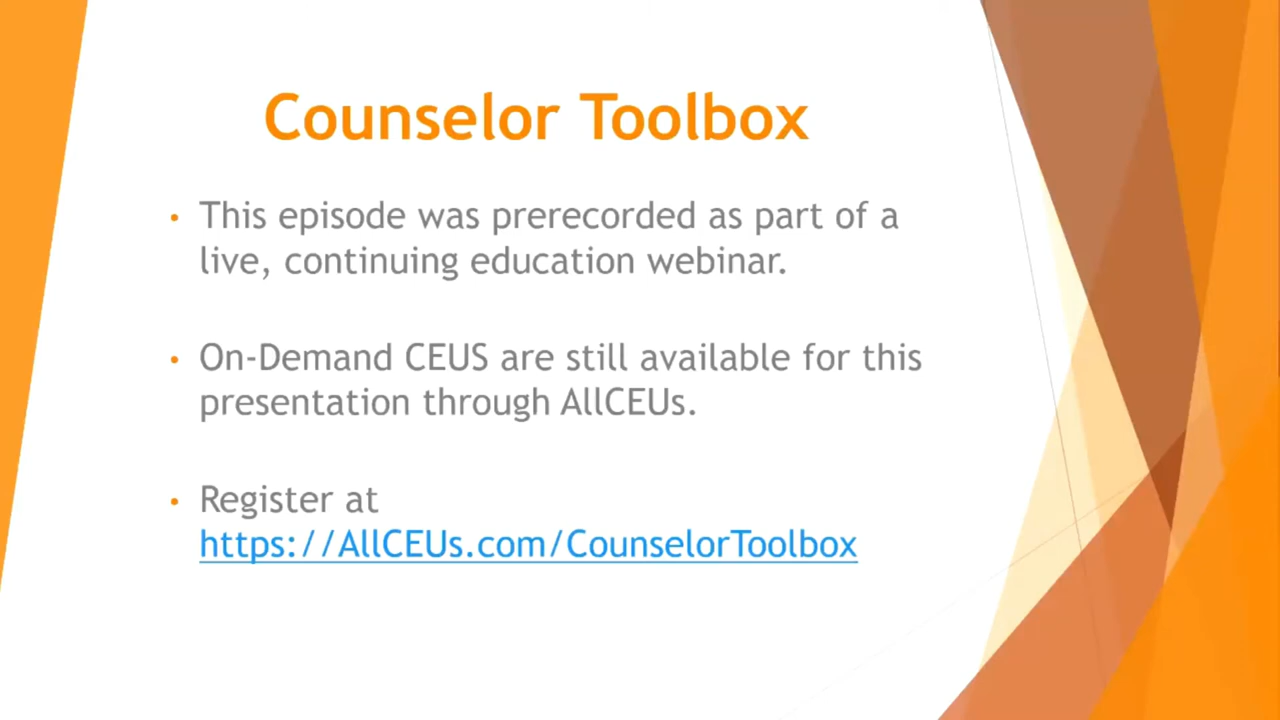 Counselor Toolbox
• This episode was prerecorded as part of a
live, continuing education webinar.
• On-Demand CEUS are still available for this
presentation through AllCEUs.
• Register at
https://AllCEUs.com/CounselorToolbox